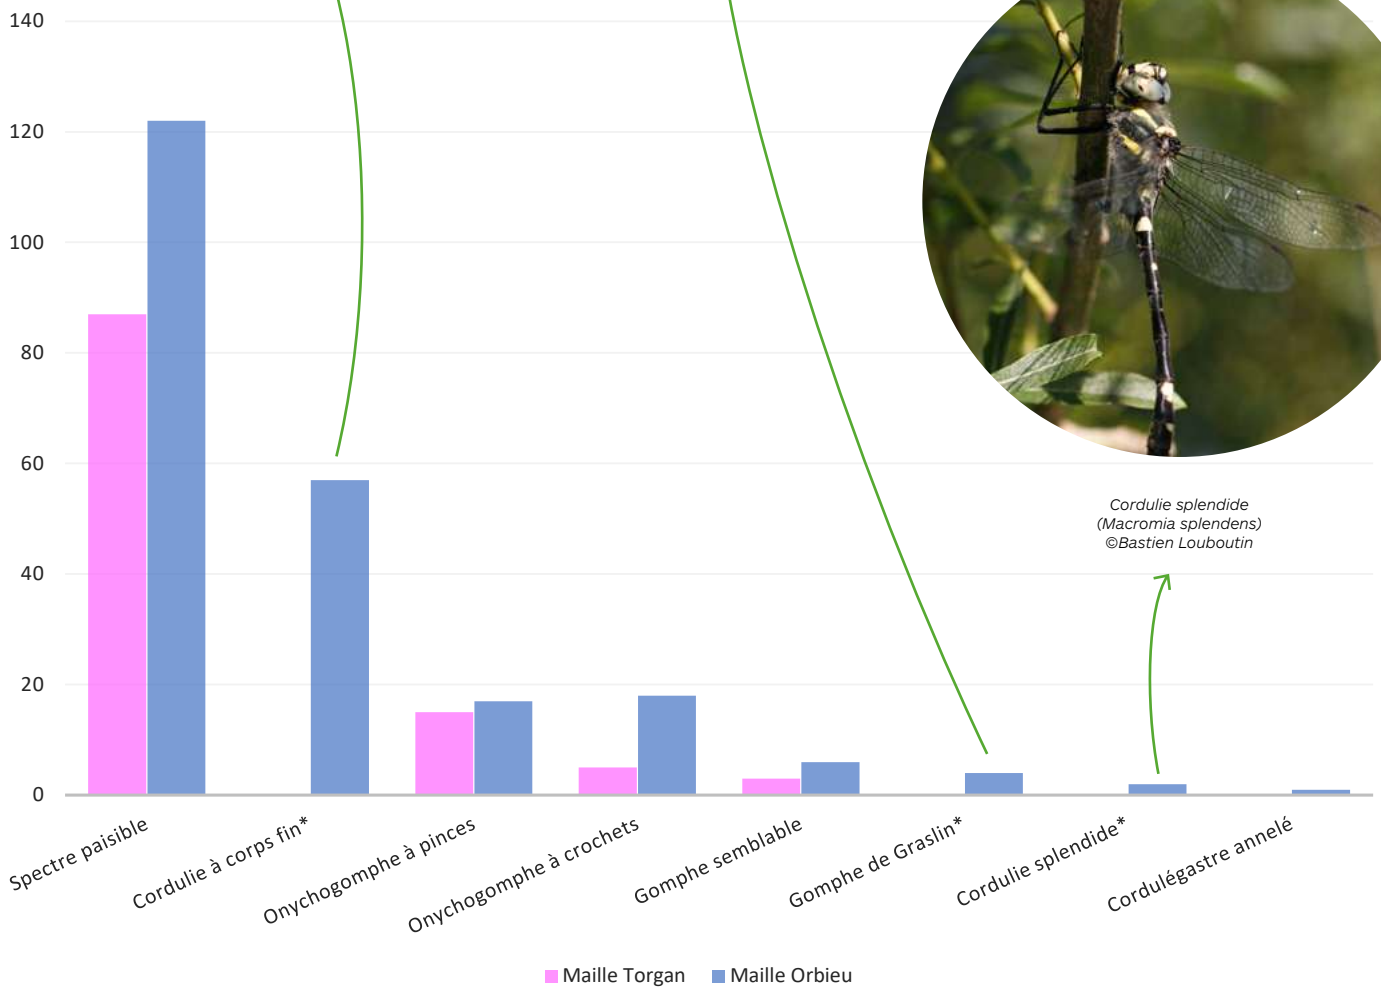 140
120
100
80
60
40
20
0
Cordulie splendide
(Macromia splendens)
©Bastien Louboutin
Spectre paisible
Cordulie à corps fin*
Onychogomphe à pinces
Onychogomphe à crochets
Gomphe semblable
Gomphe de Graslin*
Cordulie splendide*
Cordulégastre annelé
Maille Torgan
Maille Orbieu